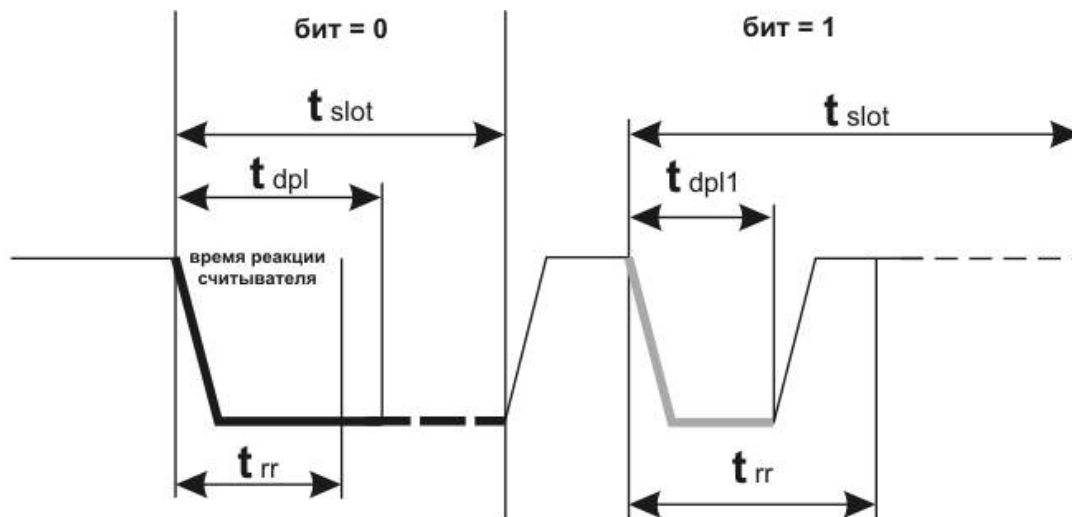 бит = 0
бит = 1
t slot
t slot
t dpl
t dpl1
время реакции
считывателя
t rr
t rr